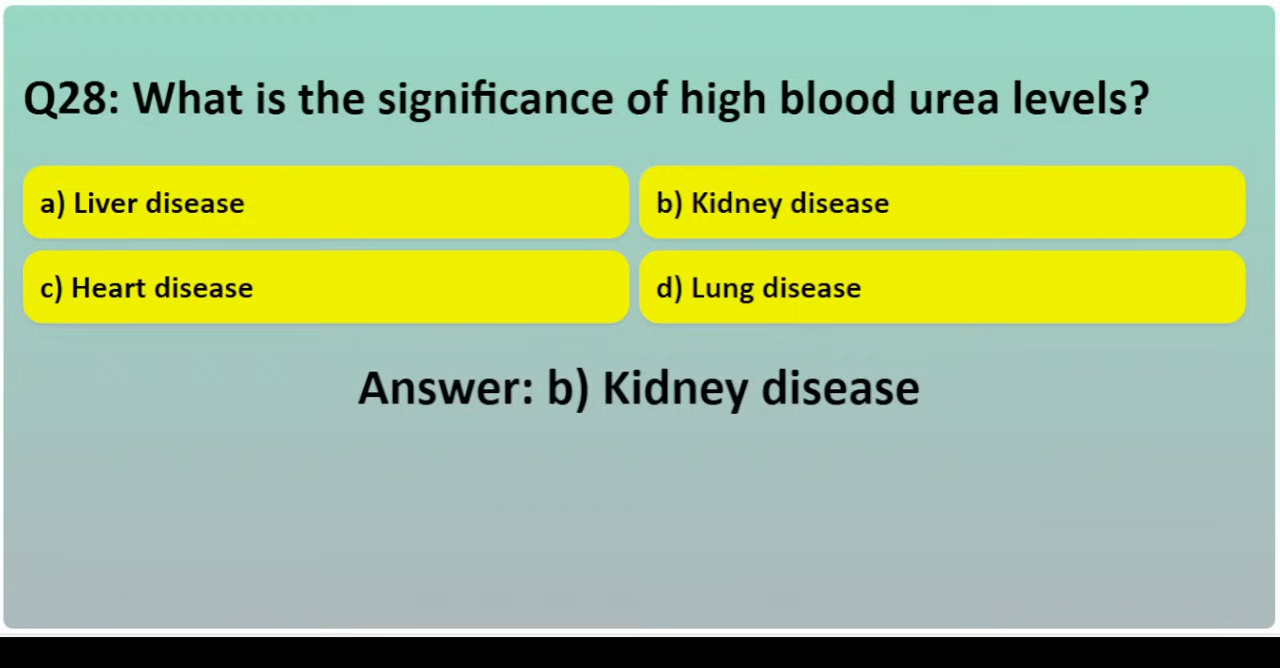 Q28: What is the significance of high blood urea levels?
a) Liver disease
b) Kidney disease
c) Heart disease
d) Lung disease
Answer: b) Kidney disease